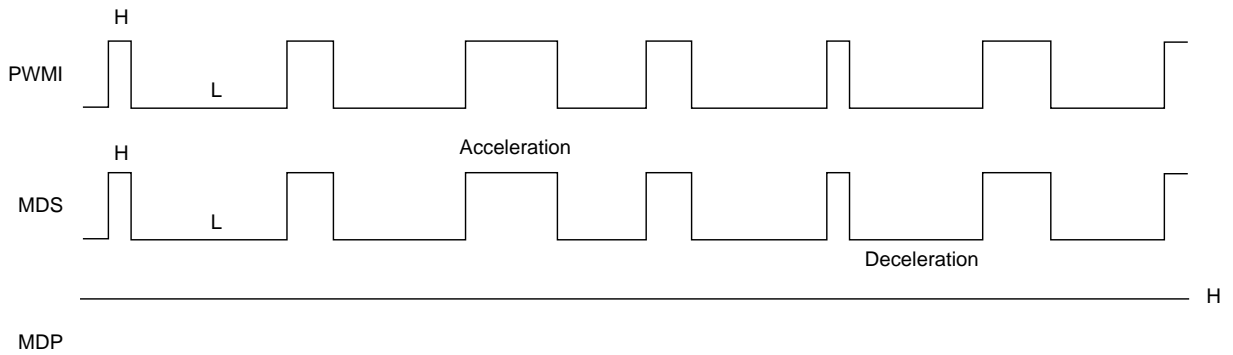 H
PWMI
L
Acceleration
H
MDS
L
Deceleration
H
MDP